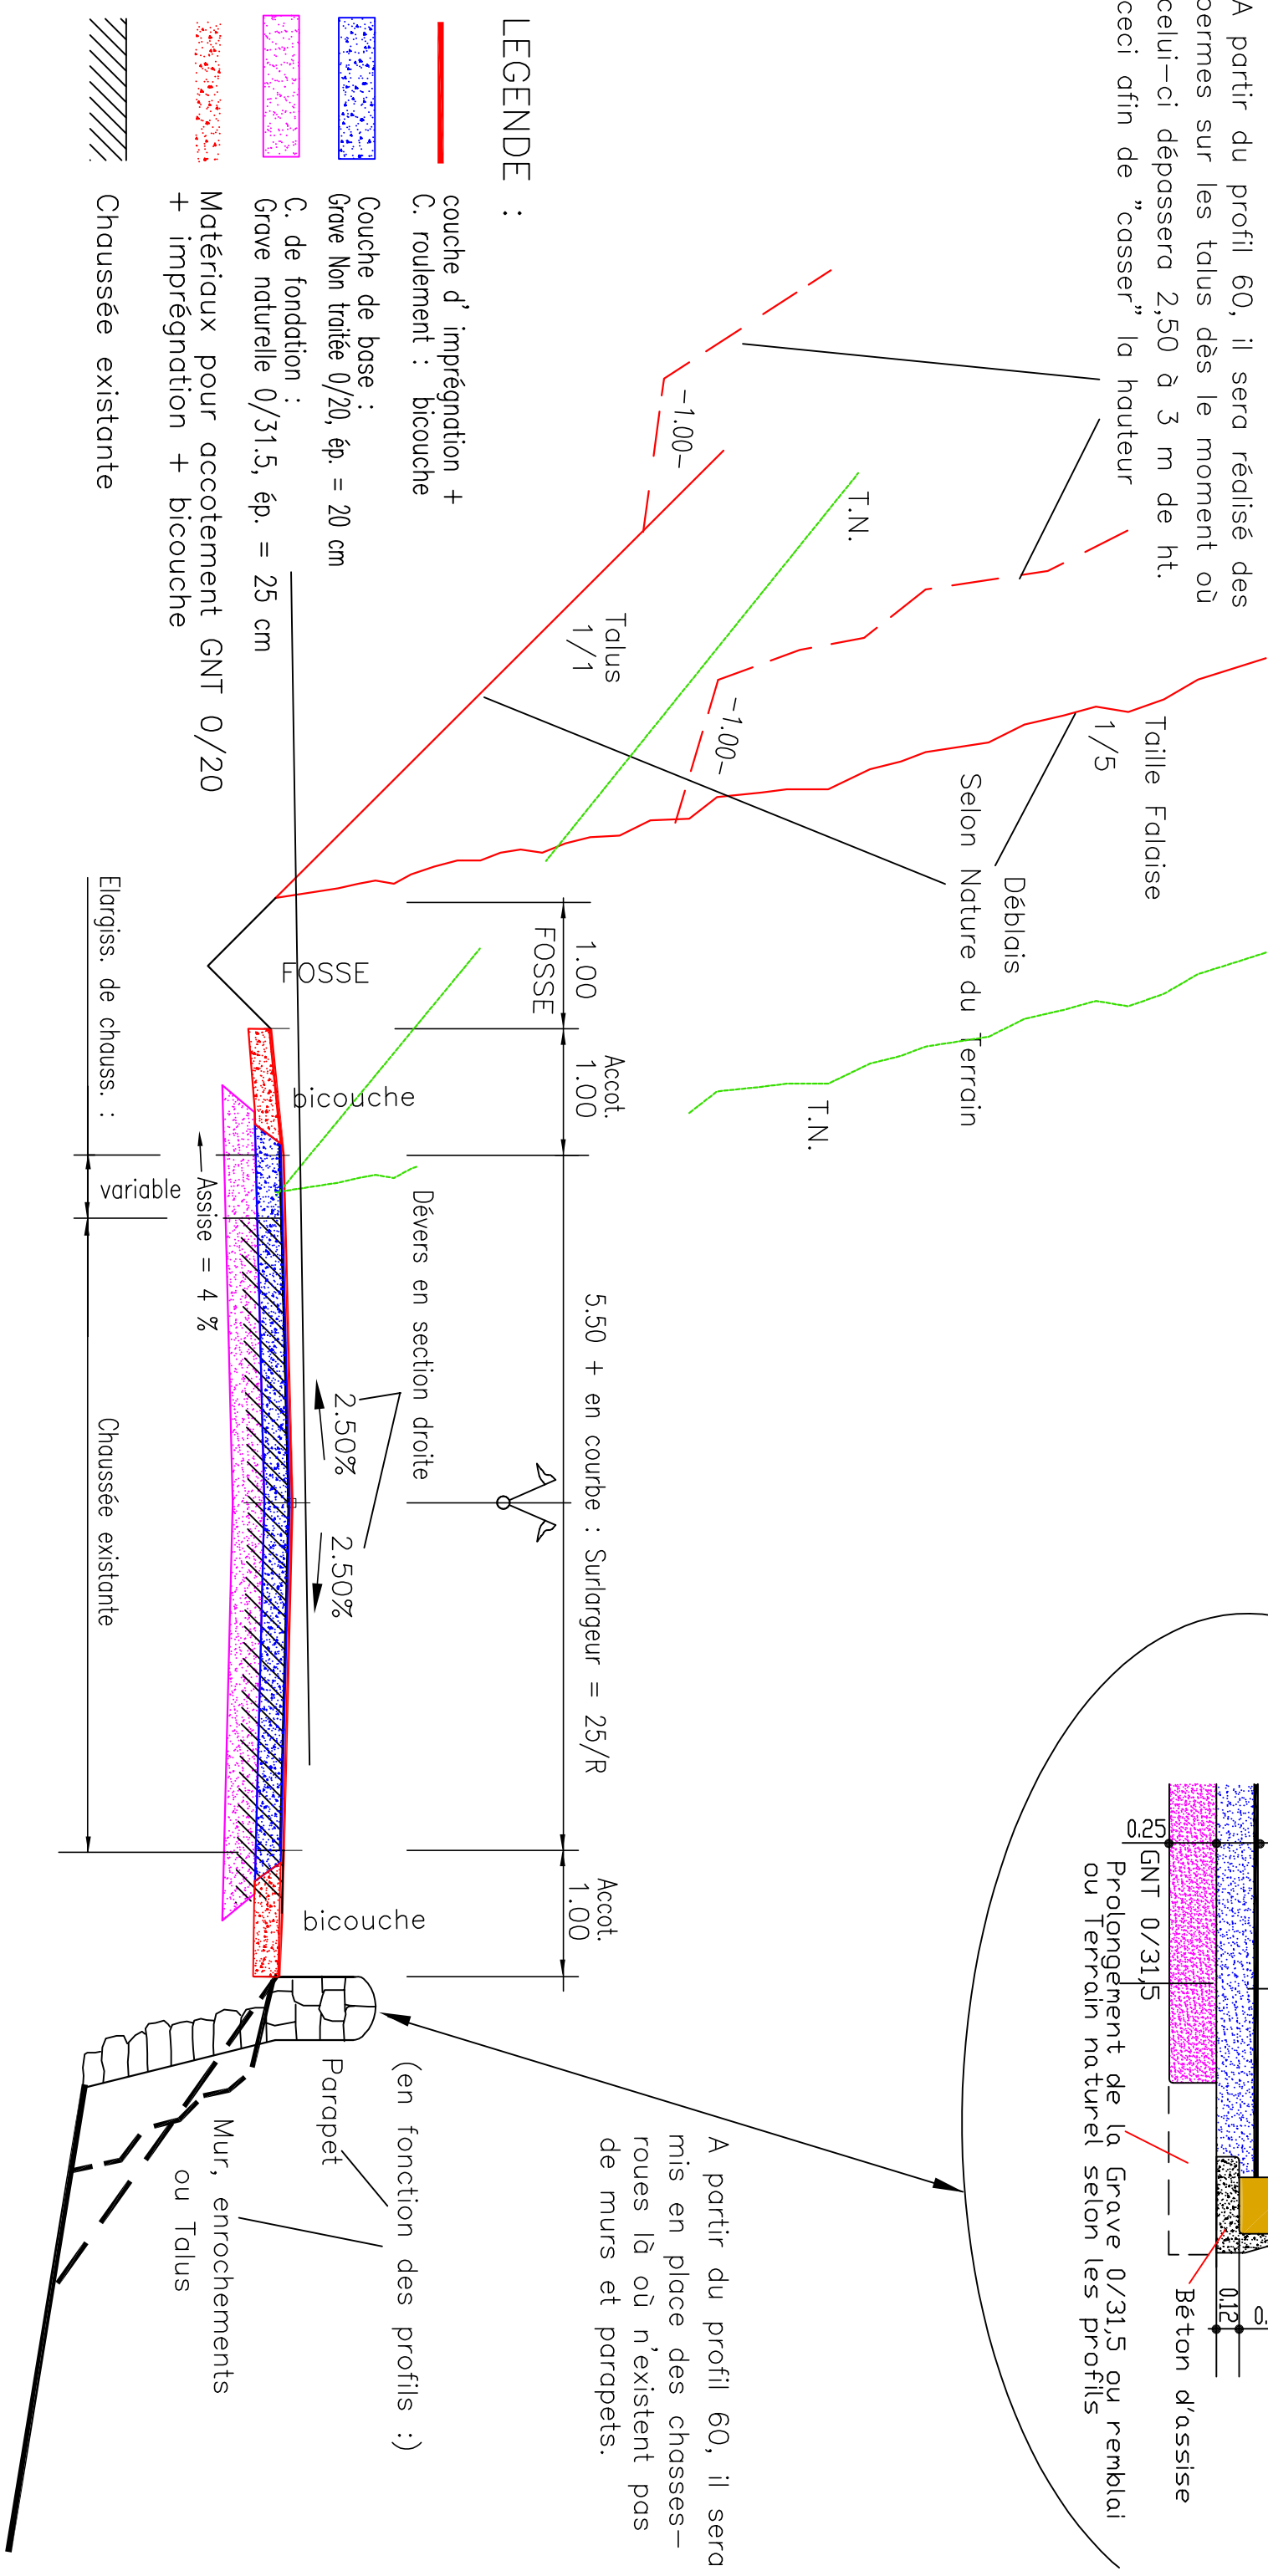 A partir du profil 60, il sera réalisé des
bermes sur les talus dès le moment où
celui-ci dépassera 2,50 à 3 m de ht.
ceci afin de "casser" la hauteur
Taille Falaise
1/5
Déblais
Selon Nature du Terrain
T.N.
T.N.
-1.00-
-1.00-
Talus
1/1
0.25
GNT 0/31,5
Prolongement de la Grave 0/31,5 ou remblai
ou Terrain naturel selon les profils
Béton d'assise
0.12
A partir du profil 60, il sera
mis en place des chasses-
roues là où n'existent pas
de murs et parapets.
1.00
FOSSE
Accot.
1.00
5.50 + en courbe : Surlargeur = 25/R
Accot.
1.00
LEGENDE :
couche d' imprégnation +
C. roulement : bicouche
Couche de base :
Grave Non traitée 0/20, ép. = 20 cm
C. de fondation :
Grave naturelle 0/31.5, ép. = 25 cm
Matériaux pour accotement GNT 0/20
+ imprégnation + bicouche
Chaussée existante
FOSSE
bicouche
Dévers en section droite
2.50%
2.50%
bicouche
(en fonction des profils :)
Parapet
Mur, enrochements
ou Talus
Assise = 4 %
Elargiss. de chauss. :
variable
Chaussée existante